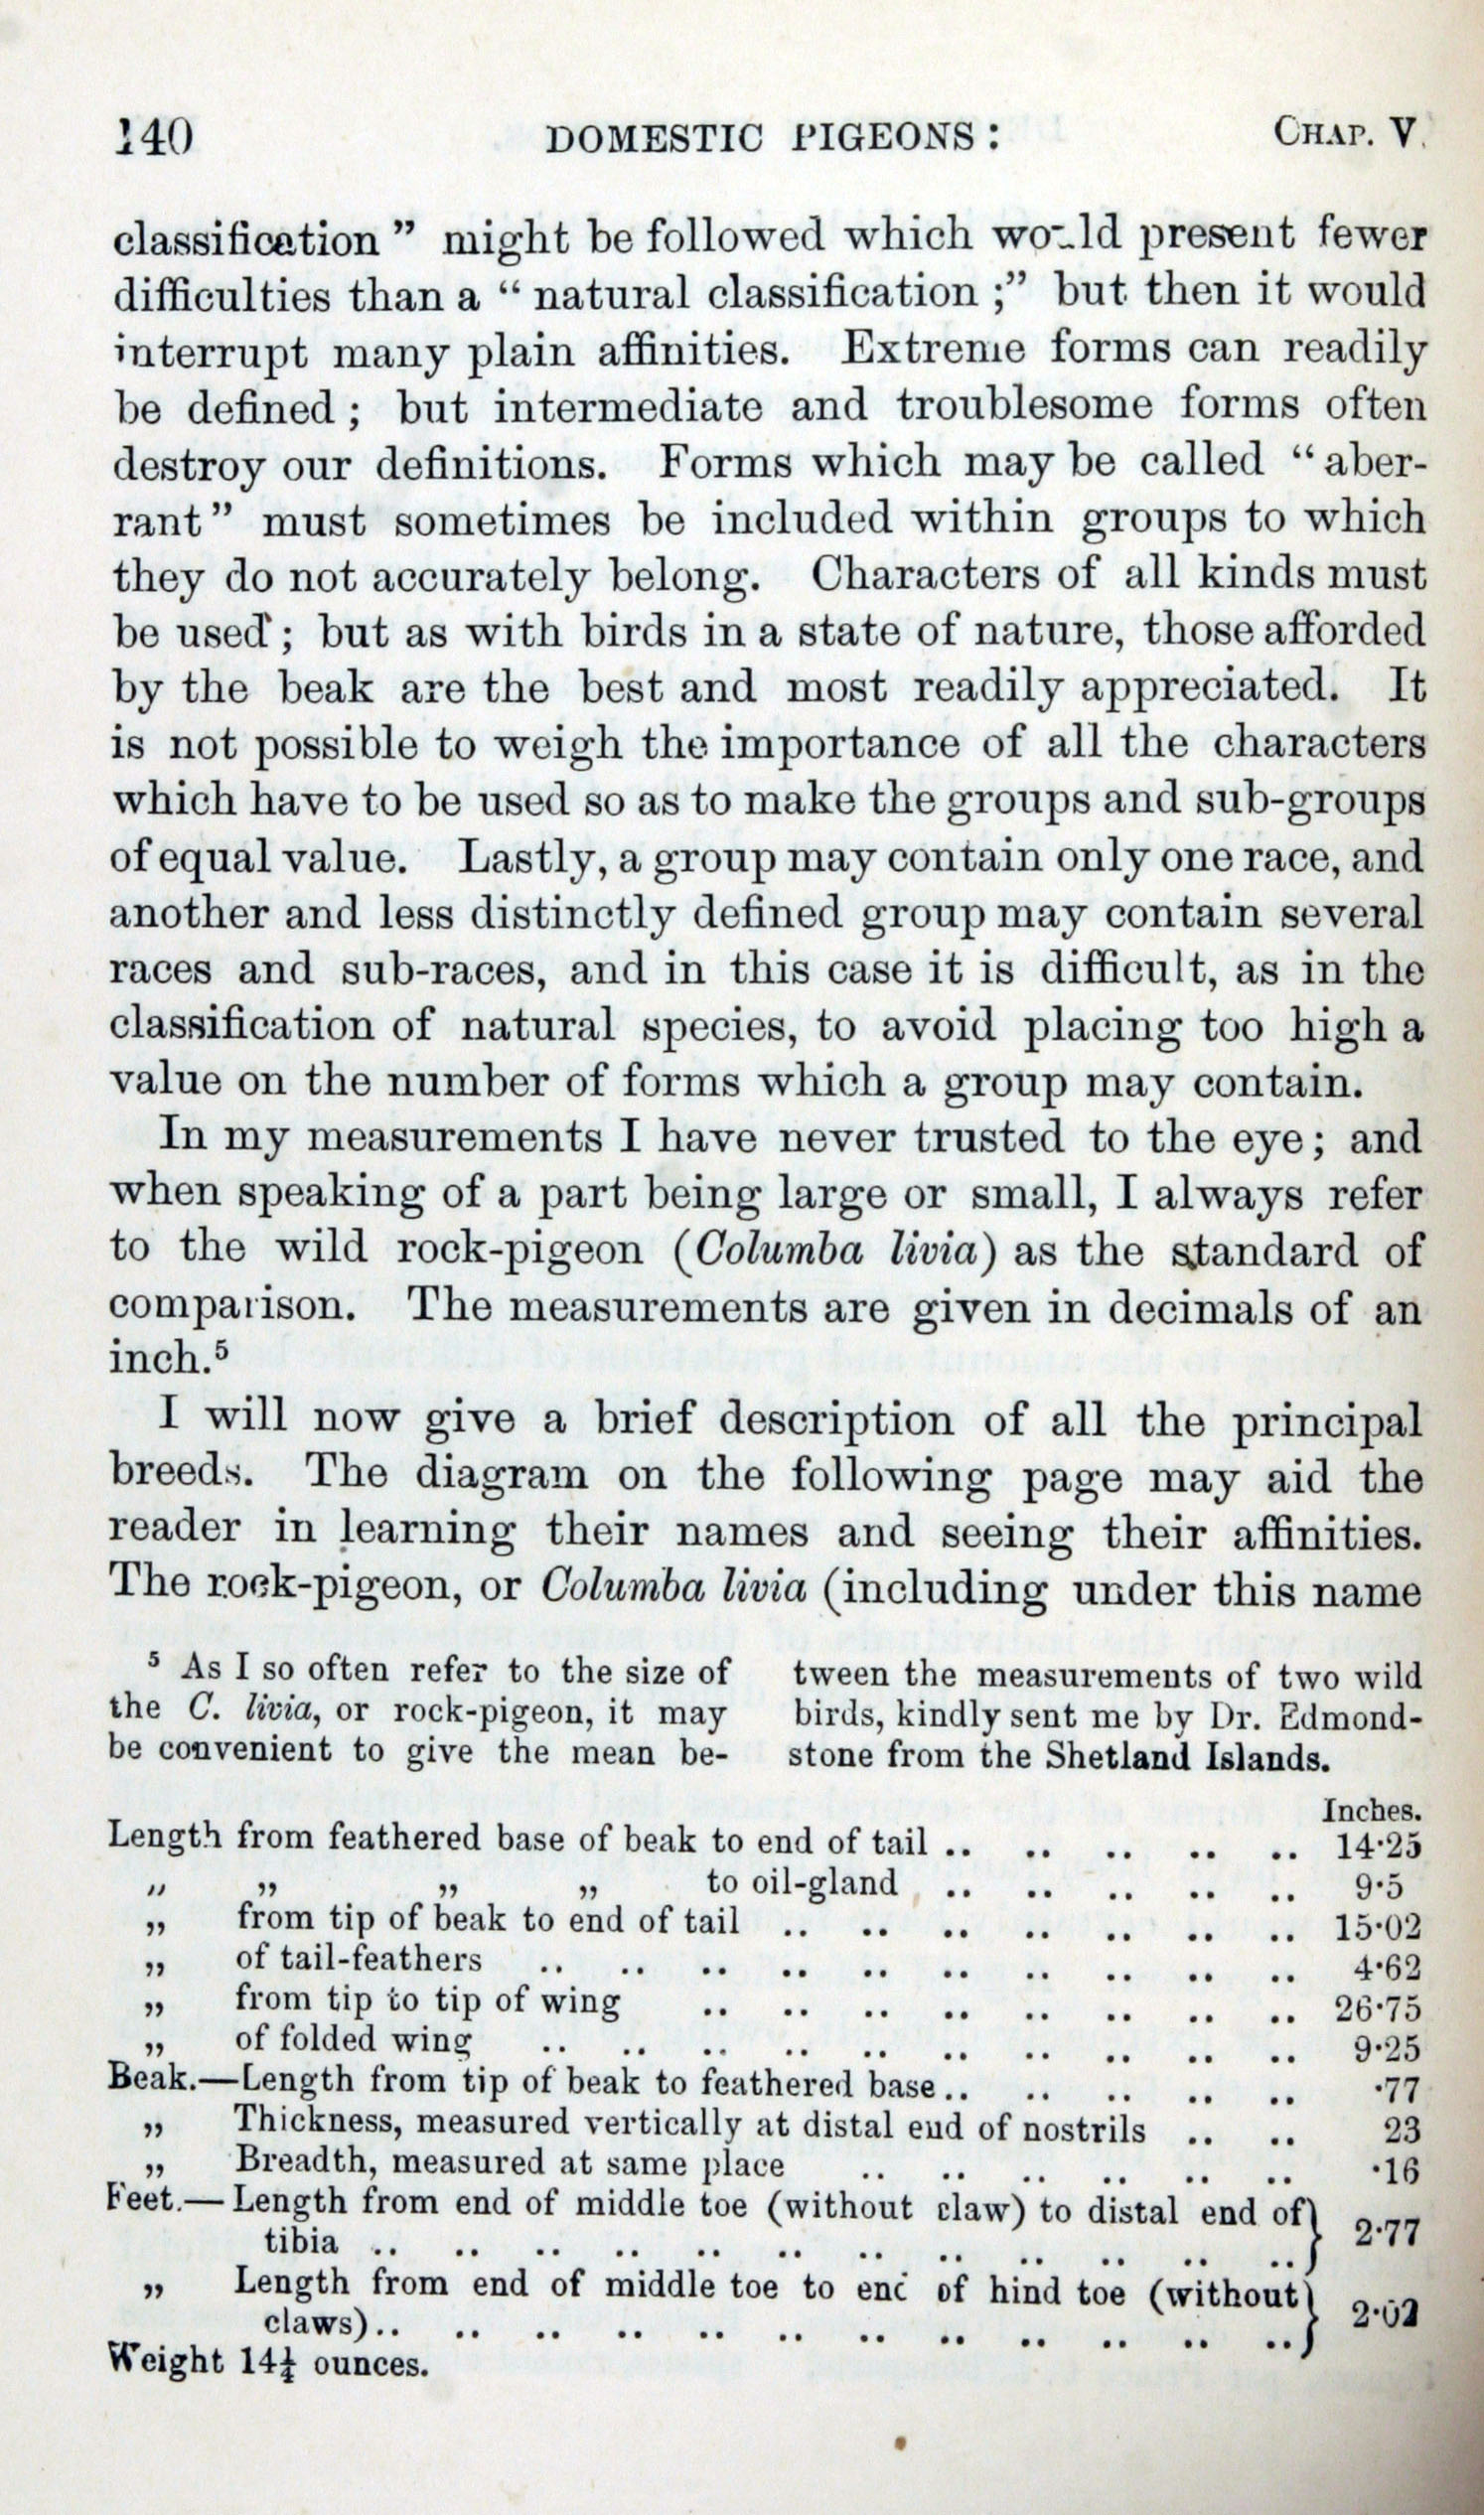 140 DOMESTIC PIGEONS: CHAP. V.
classification” might be followed which would present fewer
difficulties than a “natural classification;” but then it would
interrupt many plain affinities. Extreme forms can readily
be defined; but intermediate and troublesome forms often
destroy our definitions. Forms which may be called “aber-
rant” must sometimes be included within groups to which
they do not accurately belong. Characters of all kinds must
be used; but as with birds in a state of nature, those afforded
by the beak are the best and most readily appreciated. It
is not possible to weigh the importance of all the characters
which have to be used so as to make the groups and sub-groups
of equal value. Lastly, a group may contain only one race, and
another and less distinctly defined group may contain several
races and sub-races, and in this case it is difficult, as in the
classification of natural species, to avoid placing too high a
value on the number of forms which a group may contain.
In my measurements I have never trusted to the eye; and
when speaking of a part being large or small, I always refer
to the wild rock-pigeon (Columba livia) as the standard of
comparison. The measurements are given in decimals of an
inch.⁵
I will now give a brief description of all the principal
breeds. The diagram on the following page may aid the
reader in learning their names and seeing their affinities.
The rock-pigeon, or Columba livia (including under this name
⁵ As I so often refer to the size of
the C. livia, or rock-pigeon, it may
be convenient to give the mean be-
tween the measurements of two wild
birds, kindly sent me by Dr. Edmond-
stone from the Shetland Islands.
Inches.
Length from feathered base of beak to end of tail .. .. .. .. .. 14·25
„ „ „ „ to oil-gland .. .. .. .. .. 9·5
„ from tip of beak to end of tail .. .. .. .. .. .. .. 15·02
„ of tail-feathers .. .. .. .. .. .. .. .. .. .. 4·62
„ from tip to tip of wing .. .. .. .. .. .. .. .. 26·75
„ of folded wing .. .. .. .. .. .. .. .. .. .. 9·25
Beak.—Length from tip of beak to feathered base .. .. .. .. .. ·77
„ Thickness, measured vertically at distal end of nostrils .. .. 23
„ Breadth, measured at same place .. .. .. .. .. .. ·16
Feet.—Length from end of middle toe (without claw) to distal end of} 2·77
tibia .. .. .. .. .. .. .. .. .. .. .. ..
„ Length from end of middle toe to end of hind toe (without} 2·02
claws) .. .. .. .. .. .. .. .. .. .. .. ..
Weight 14¼ ounces.